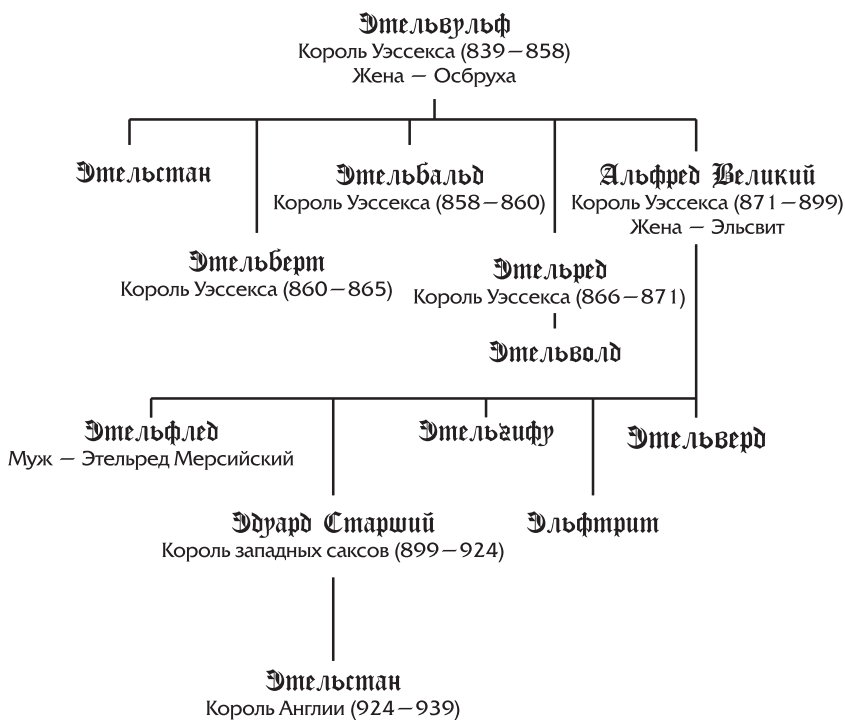 Этельвульф
Король Уэссекса (839—858)
Жена — Осбруха
Этельстан
Этельбальд
Король Уэссекса (858—860)
Альфред Великий
Король Уэссекса (871—899)
Жена — Эльсвит
Этельберт
Король Уэссекса (860—865)
Этельред
Король Уэссекса (866—871)
Этельволд
Этельфлед
Муж — Этельред Мерсийский
Этельгифу
Этельверд
Эдуард Старший
Король западных саксов (899—924)
Эльфтрит
Этельстан
Король Англии (924—939)